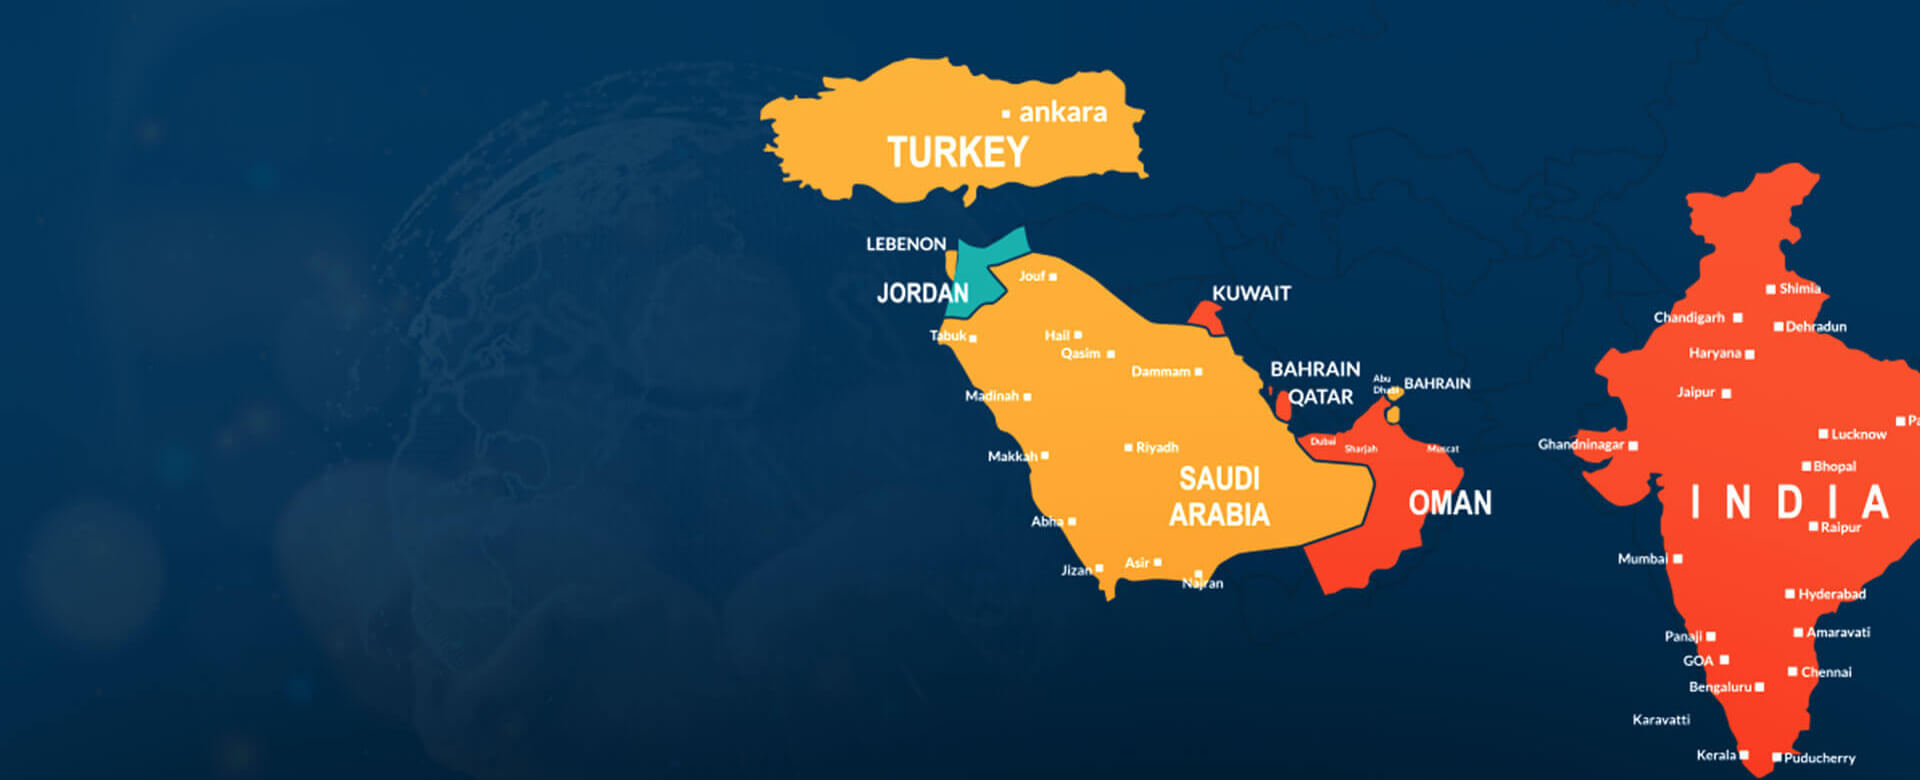 ankara
TURKEY
LEBENON
JORDAN
Jouf
KUWAIT
Tabuk
Hail
Qasim
Dammam
BAHRAIN
QATAR
Abu
Dhabi
BAHRAIN
Madinah
Makkah
Riyadh
Dubai
Sharjah
Muscat
SAUDI
ARABIA
OMAN
Abha
Jizan
Asir
Najran
Shimia
Chandigarh
Dehradun
Haryana
Jaipur
Pa
Lucknow
Ghandninagar
Bhopal
INDIA
Raipur
Mumbai
Hyderabad
Panaji
Amaravati
GOA
Chennai
Bengaluru
Karavatti
Kerala
Puducherry